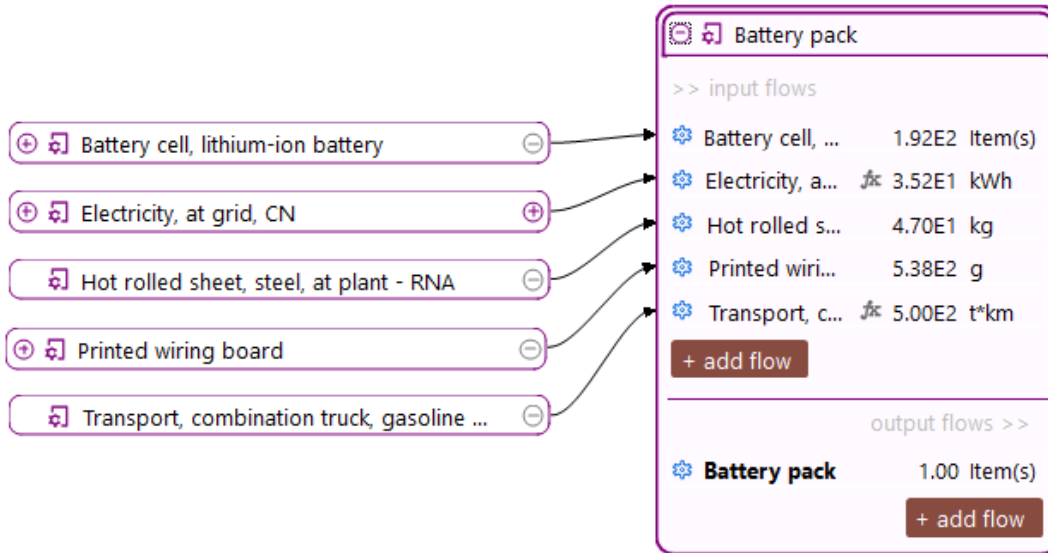 Battery pack
>> input flows
Battery cell, lithium-ion battery
Battery cell, ... 1.92E2 Item(s)
Electricity, at grid, CN
Electricity, a... fx 3.52E1 kWh
Hot rolled sheet, steel, at plant - RNA
Hot rolled s... 4.70E1 kg
Printed wiring board
Printed wiri... 5.38E2 g
Transport, combination truck, gasoline ...
Transport, c... fx 5.00E2 t*km
+ add flow
output flows >>
Battery pack 1.00 Item(s)
+ add flow